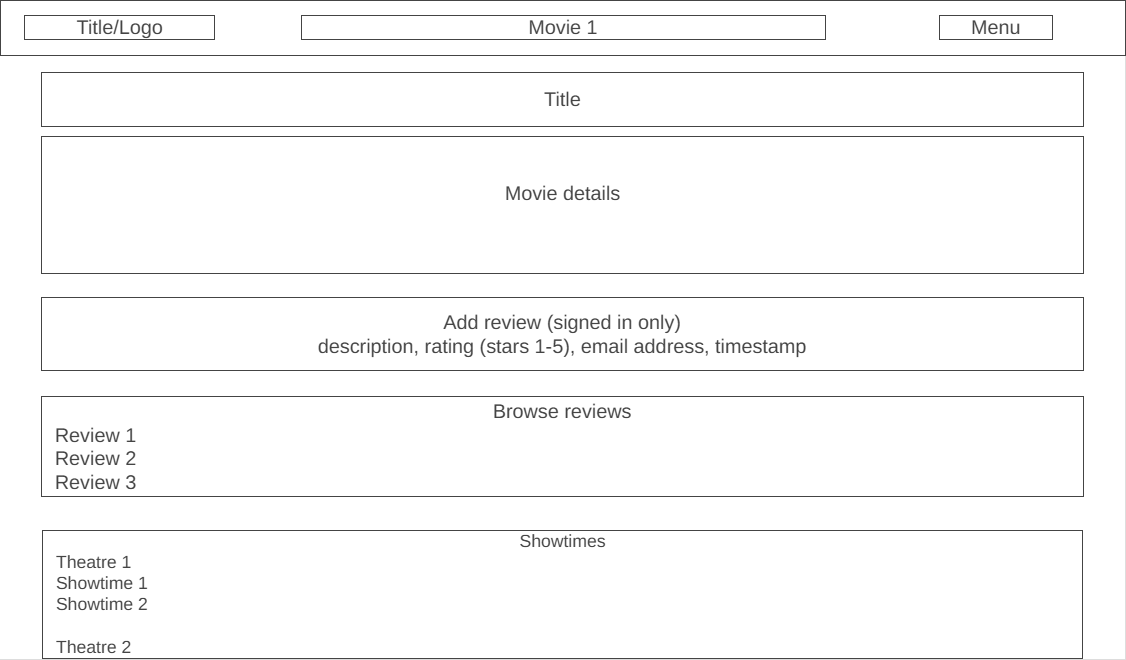 Title/Logo
Movie 1
Menu
Title
Movie details
Add review (signed in only)
description, rating (stars 1-5), email address, timestamp
Browse reviews
Review 1
Review 2
Review 3
Showtimes
Theatre 1
Showtime 1
Showtime 2
Theatre 2